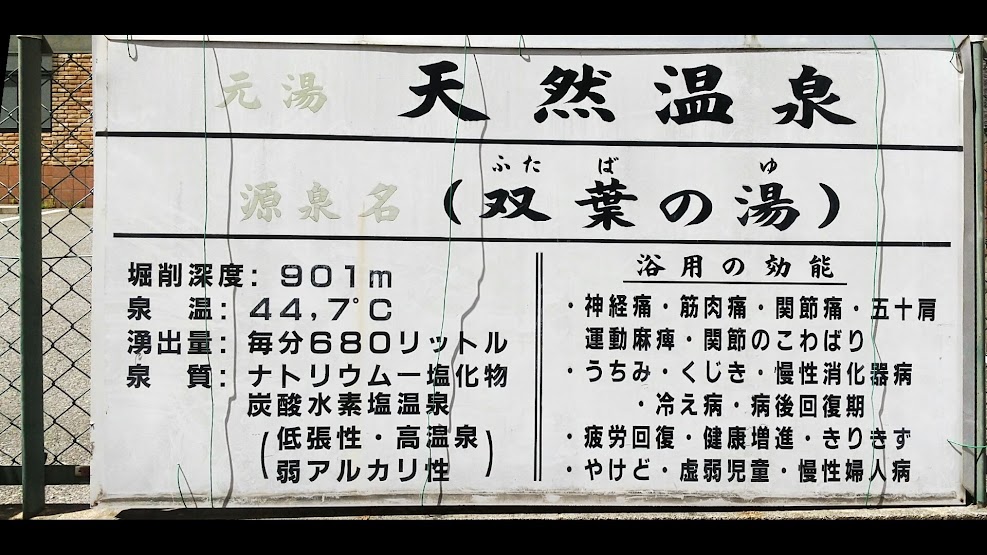 元湯 天然温泉
ふたばゆ
源泉名 (双葉の湯)
堀削深度: 901m
泉 温: 44,7°C
湧出量: 毎分680リットル
泉 質: ナトリウムー塩化物
炭酸水素塩温泉
(低張性・高温泉
弱アルカリ性)
浴用の効能
・神経痛・筋肉痛・関節痛・五十肩
運動麻痺・関節のこわばり
・うちみ・くじき・慢性消化器病
・冷え病・病後回復期
・疲労回復・健康増進・きりきず
・やけど・虚弱児童・慢性婦人病